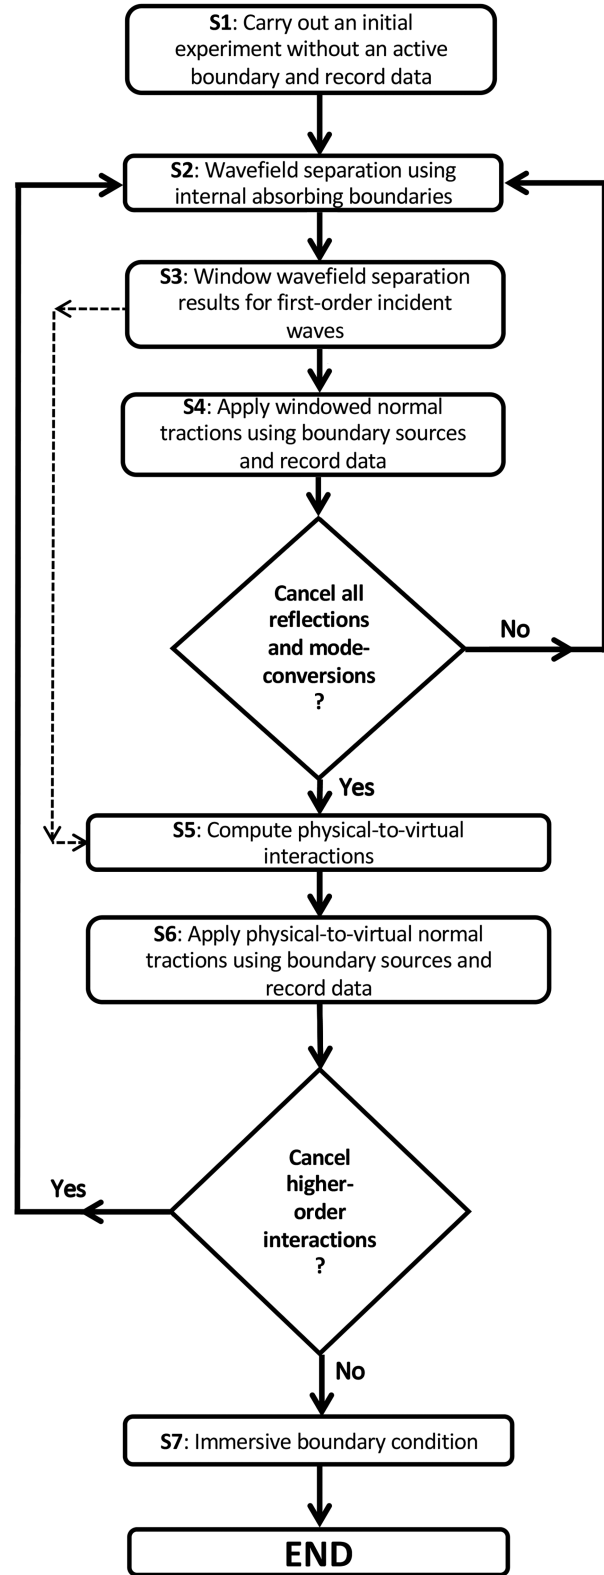 S1: Carry out an initial
experiment without an active
boundary and record data
S2: Wavefield separation using
internal absorbing boundaries
S3: Window wavefield separation
results for first-order incident
waves
S4: Apply windowed normal
tractions using boundary sources
and record data
Cancel all
reflections
and mode-
conversions
?
No
Yes
S5: Compute physical-to-virtual
interactions
S6: Apply physical-to-virtual normal
tractions using boundary sources and
record data
Cancel
higher-
order
interactions
?
Yes
No
S7: Immersive boundary condition
END